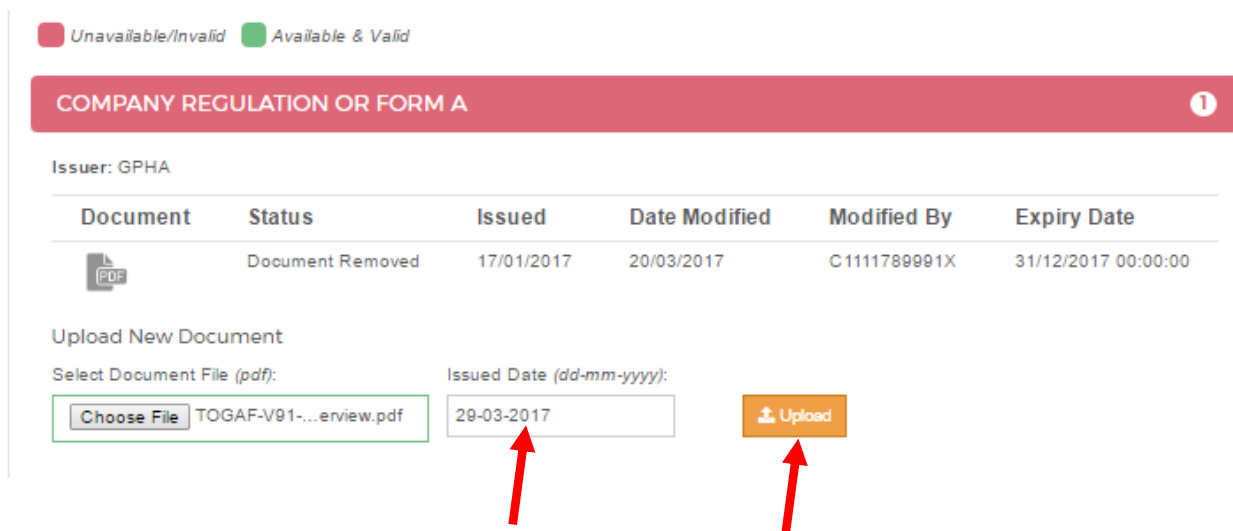 Unavailable/Invalid Available & Valid
COMPANY REGULATION OR FORM A 1
Issuer: GPHA
Document Status Issued Date Modified Modified By Expiry Date
PDF Document Removed 17/01/2017 20/03/2017 C1111789991X 31/12/2017 00:00:00
Upload New Document
Select Document File (pdf): Issued Date (dd-mm-yyyy):
Choose File TOGAF-V91-...erview.pdf 29-03-2017 Upload